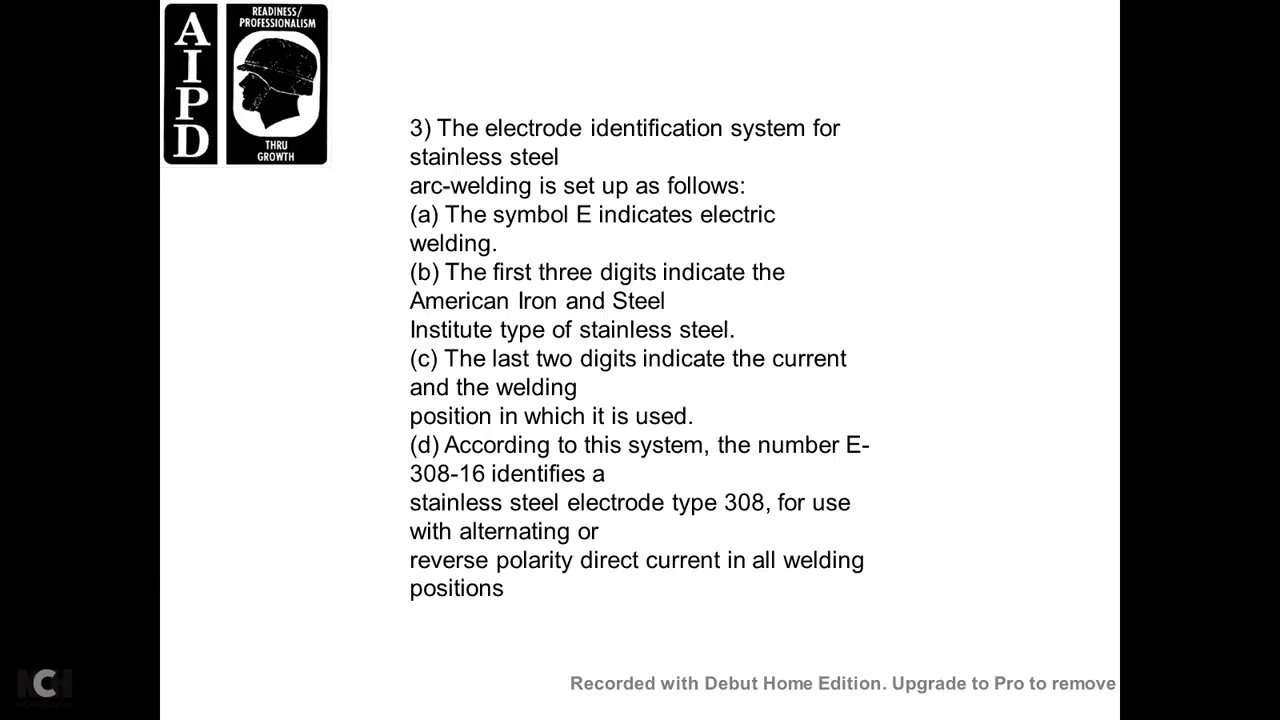 READINESS/
PROFESSIONALISM
AIPD
THRU
GROWTH
3) The electrode identification system for
stainless steel
arc-welding is set up as follows:
(a) The symbol E indicates electric
welding.
(b) The first three digits indicate the
American Iron and Steel
Institute type of stainless steel.
(c) The last two digits indicate the current
and the welding
position in which it is used.
(d) According to this system, the number E-
308-16 identifies a
stainless steel electrode type 308, for use
with alternating or
reverse polarity direct current in all welding
positions
NCH
Recorded with Debut Home Edition. Upgrade to Pro to remove